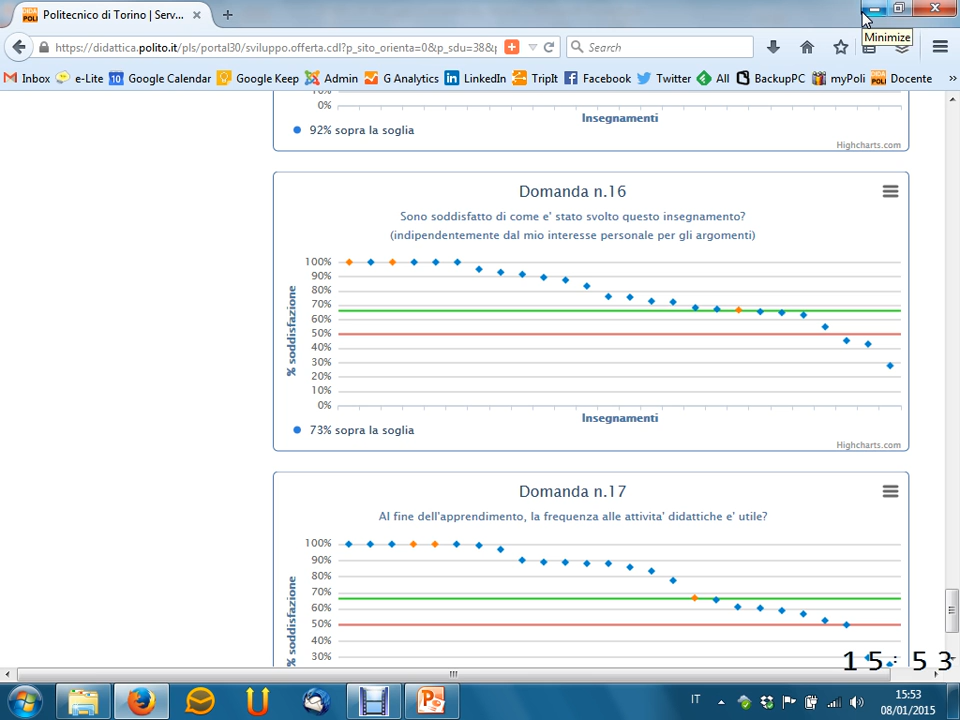 Politecnico di Torino | Serv...
Minimize
https://didattica.polito.it/pls/portal30/sviluppo.offerta.cdl?p_sito_orienta=0&p_sdu=38&
Search
Inbox e-Lite 10 Google Calendar Google Keep Admin G Analytics LinkedIn TripIt Facebook Twitter All BackupPC myPoli Docente »
0%
Insegnamenti
92% sopra la soglia
Highcharts.com
Domanda n.16
Sono soddisfatto di come e' stato svolto questo insegnamento?
(indipendentemente dal mio interesse personale per gli argomenti)
% soddisfazione
100%
90%
80%
70%
60%
50%
40%
30%
20%
10%
0%
Insegnamenti
73% sopra la soglia
Highcharts.com
Domanda n.17
Al fine dell'apprendimento, la frequenza alle attivita' didattiche e' utile?
% soddisfazione
100%
90%
80%
70%
60%
50%
40%
30%
15:53
IT
15:53
08/01/2015